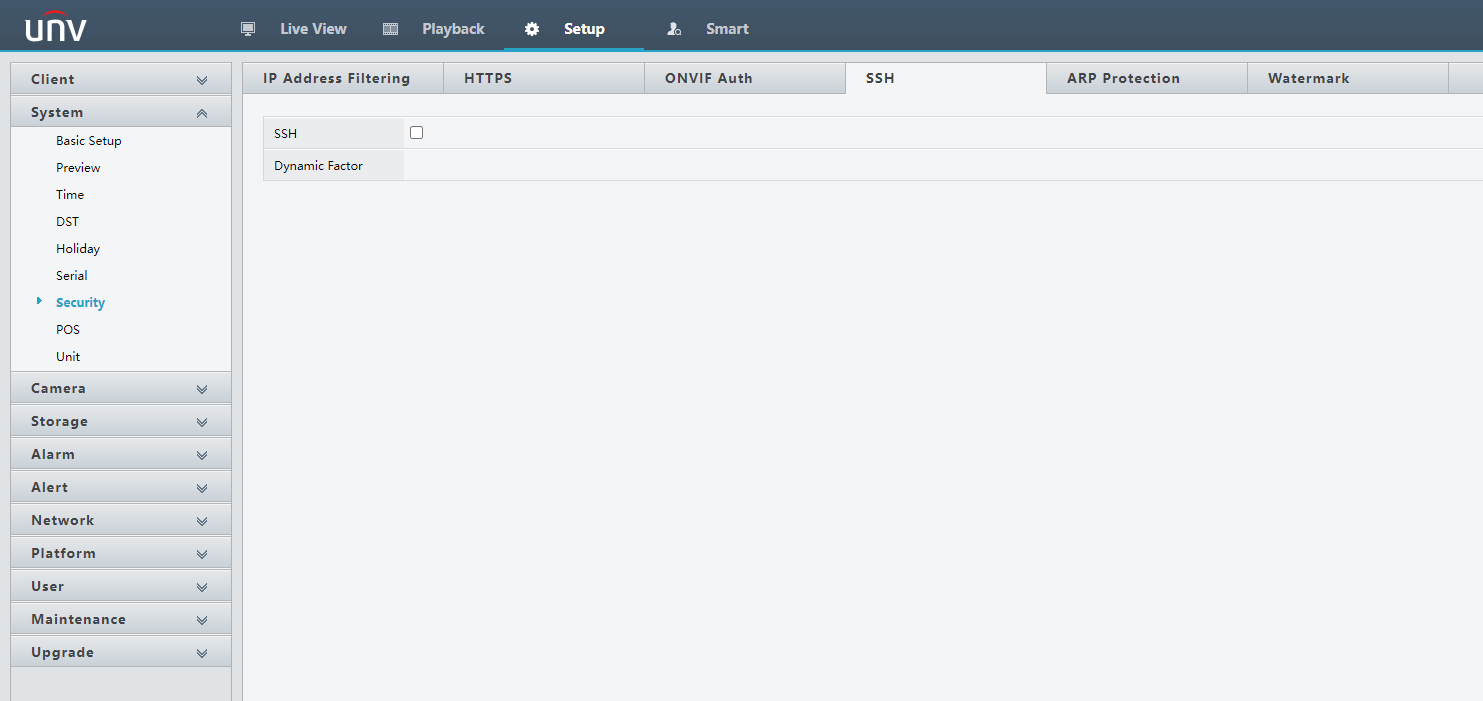 unv
Live View Playback Setup Smart
Client
System
Basic Setup
Preview
Time
DST
Holiday
Serial
Security
POS
Unit
Camera
Storage
Alarm
Alert
Network
Platform
User
Maintenance
Upgrade
IP Address Filtering HTTPS ONVIF Auth SSH ARP Protection Watermark
SSH
Dynamic Factor